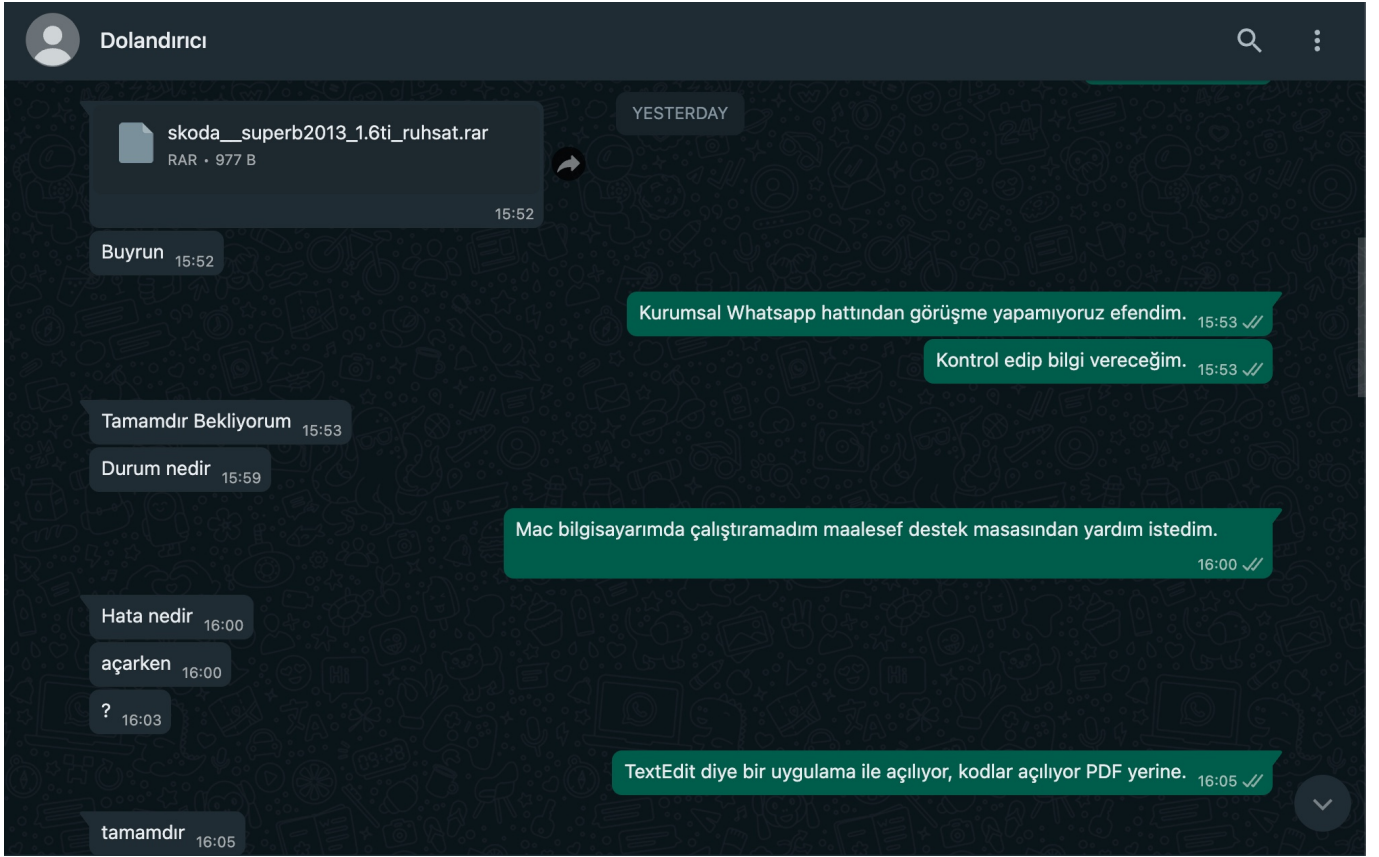 Dolandırıcı
YESTERDAY
skoda__superb2013_1.6ti_ruhsat.rar
RAR • 977 B
15:52
Buyrun 15:52
Kurumsal Whatsapp hattından görüşme yapamıyoruz efendim. 15:53
Kontrol edip bilgi vereceğim. 15:53
Tamamdır Bekliyorum 15:53
Durum nedir 15:59
Mac bilgisayarımda çalıştıramadım maalesef destek masasından yardım istedim.
16:00
Hata nedir 16:00
açarken 16:00
? 16:03
TextEdit diye bir uygulama ile açılıyor, kodlar açılıyor PDF yerine. 16:05
tamamdır 16:05